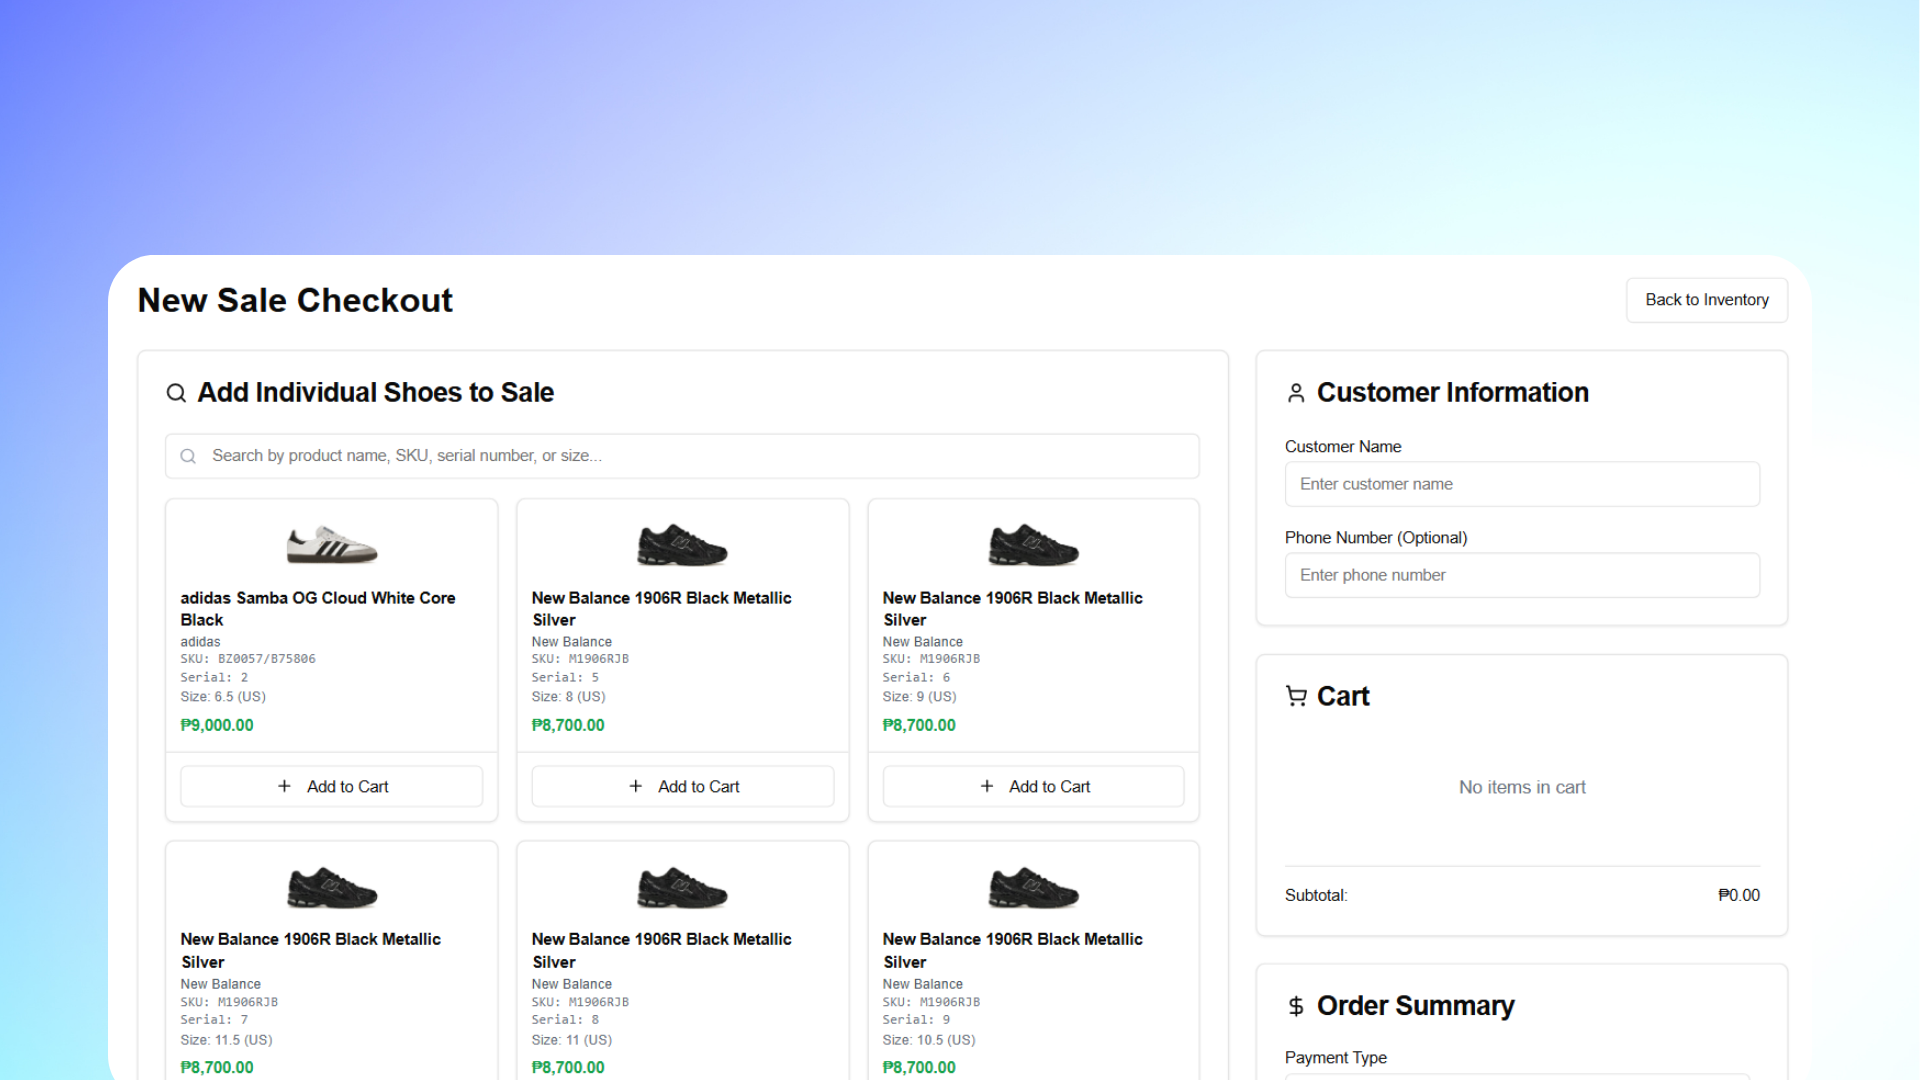 New Sale Checkout
Back to Inventory
Add Individual Shoes to Sale
Search by product name, SKU, serial number, or size...
adidas Samba OG Cloud White Core
Black
adidas
SKU: BZ0057/B75806
Serial: 2
Size: 6.5 (US)
₱9,000.00
Add to Cart
New Balance 1906R Black Metallic
Silver
New Balance
SKU: M1906RJB
Serial: 5
Size: 8 (US)
₱8,700.00
Add to Cart
New Balance 1906R Black Metallic
Silver
New Balance
SKU: M1906RJB
Serial: 6
Size: 9 (US)
₱8,700.00
Add to Cart
New Balance 1906R Black Metallic
Silver
New Balance
SKU: M1906RJB
Serial: 7
Size: 11.5 (US)
₱8,700.00
New Balance 1906R Black Metallic
Silver
New Balance
SKU: M1906RJB
Serial: 8
Size: 11 (US)
₱8,700.00
New Balance 1906R Black Metallic
Silver
New Balance
SKU: M1906RJB
Serial: 9
Size: 10.5 (US)
₱8,700.00
Customer Information
Customer Name
Enter customer name
Phone Number (Optional)
Enter phone number
Cart
No items in cart
Subtotal: ₱0.00
Order Summary
Payment Type